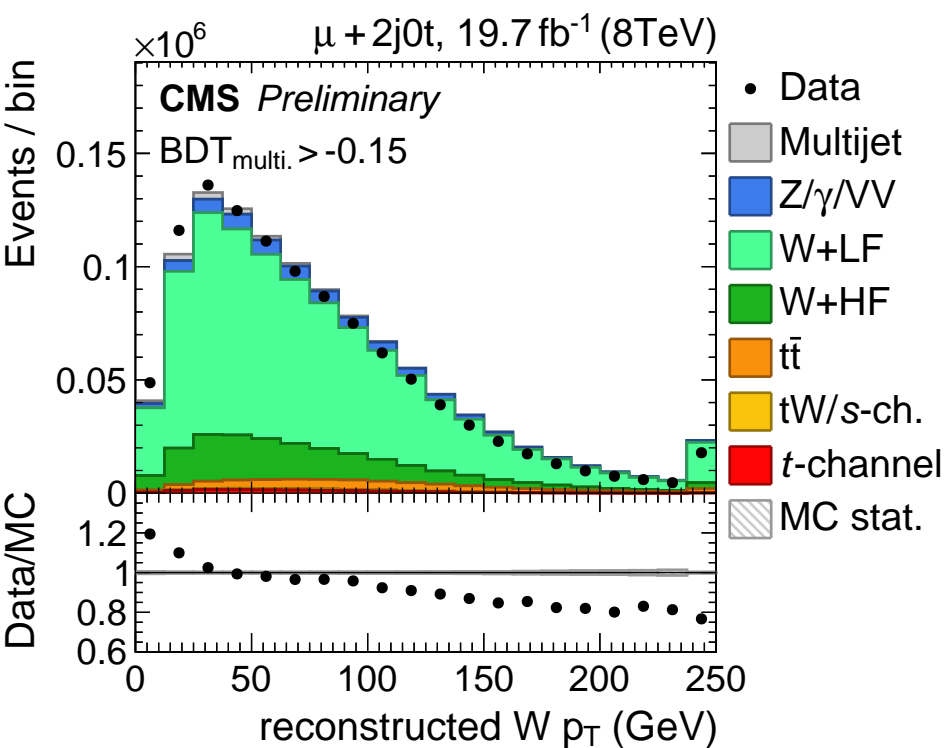 ×10⁶
μ + 2j0t, 19.7 fb⁻¹ (8TeV)
CMS Preliminary
BDTmulti. > -0.15
Events / bin
0.15
0.1
0.05
0
Data
Multijet
Z/γ/VV
W+LF
W+HF
tt̄
tW/s-ch.
t-channel
MC stat.
Data/MC
1.2
1
0.8
0.6
0 50 100 150 200 250
reconstructed W pT (GeV)